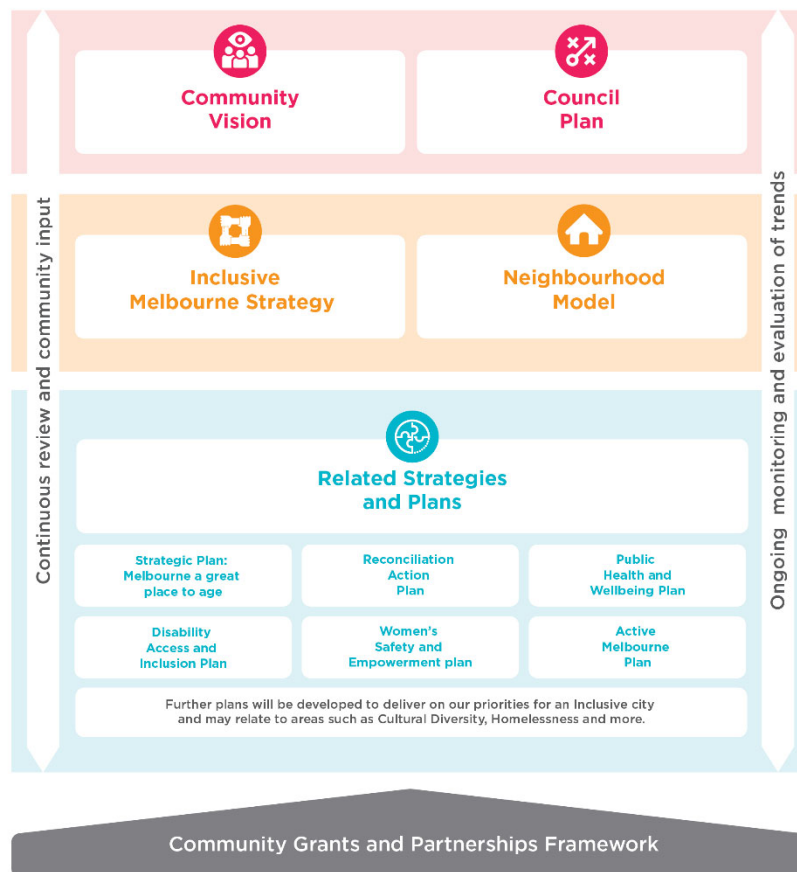 Community
Vision
Council
Plan
Continuous review and community input
Ongoing monitoring and evaluation of trends
Inclusive
Melbourne Strategy
Neighbourhood
Model
Related Strategies
and Plans
Strategic Plan:
Melbourne a great
place to age
Reconciliation
Action
Plan
Public
Health and
Wellbeing Plan
Disability
Access and
Inclusion Plan
Women's
Safety and
Empowerment plan
Active
Melbourne
Plan
Further plans will be developed to deliver on our priorities for an Inclusive city
and may relate to areas such as Cultural Diversity, Homelessness and more.
Community Grants and Partnerships Framework